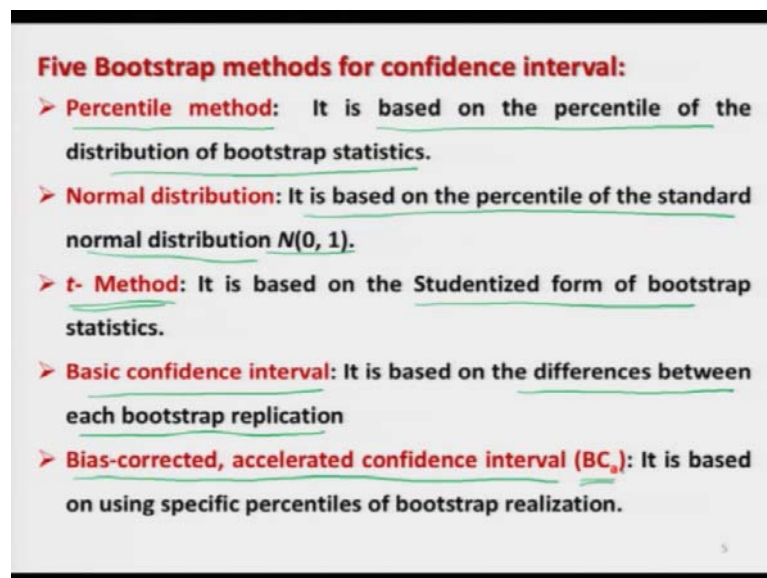 Five Bootstrap methods for confidence interval:
➢ Percentile method: It is based on the percentile of the
distribution of bootstrap statistics.
➢ Normal distribution: It is based on the percentile of the standard
normal distribution N(0, 1).
➢ t- Method: It is based on the Studentized form of bootstrap
statistics.
➢ Basic confidence interval: It is based on the differences between
each bootstrap replication
➢ Bias-corrected, accelerated confidence interval (BCa): It is based
on using specific percentiles of bootstrap realization.
5